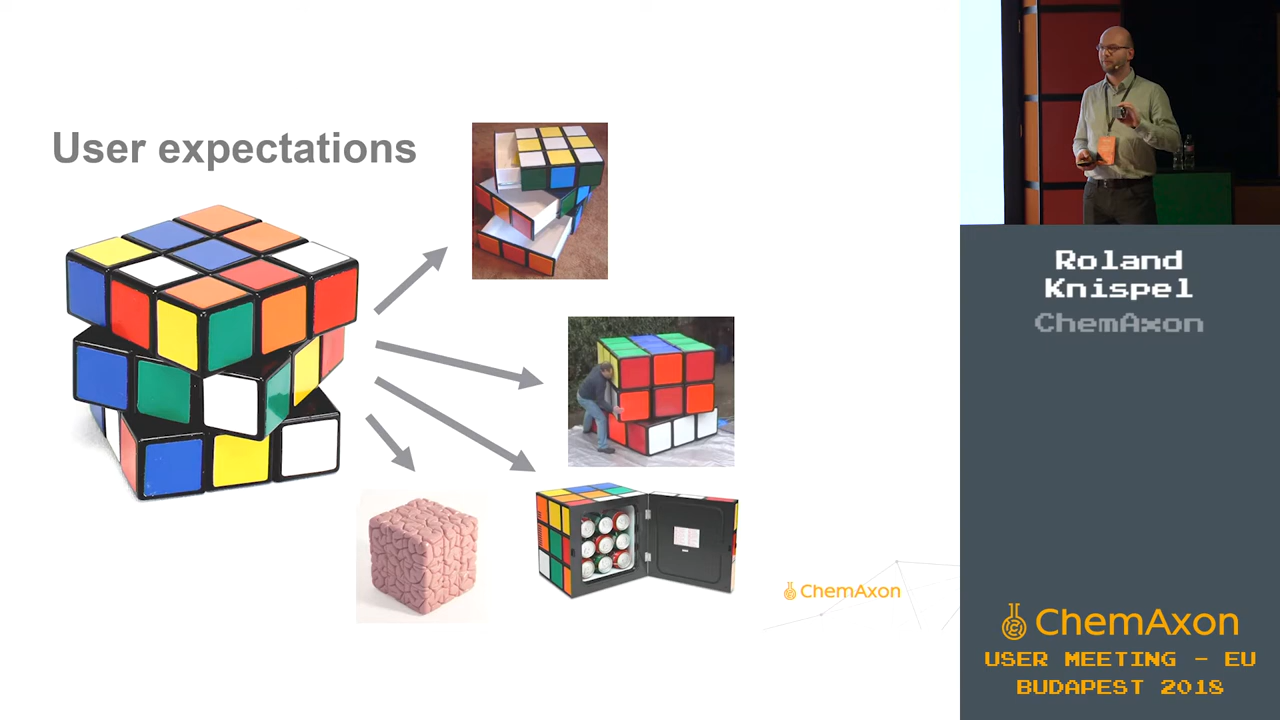 User expectations
ChemAxon
Roland
Knispel
ChemAxon
ChemAxon
USER MEETING - EU
BUDAPEST 2018